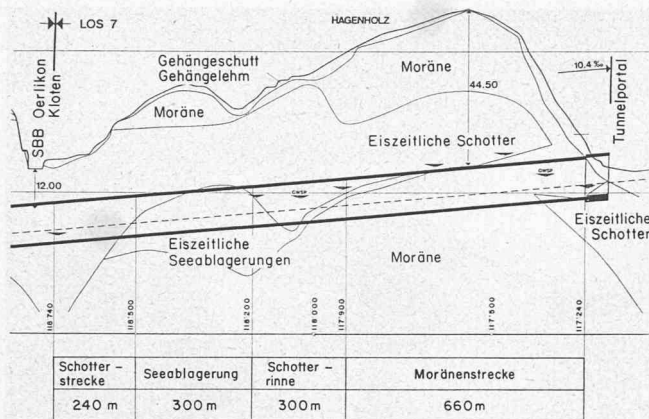 LOS 7
HAGENHOLZ
SBB Oerlikon
Kloten
Gehängeschutt
Gehängelehm
Moräne
Moräne
10.4 ‰
Tunnelportal
44.50
Eiszeitliche Schotter
12.00
GWSP
GWSP
Eiszeitliche
Seeablagerungen
Moräne
Eiszeitliche
Schotter
118'740
118'500
118'200
118'000
117'900
117'500
117'240
Schotter –
strecke
Seeablagerung
Schotter –
rinne
Moränenstrecke
240 m
300 m
300 m
660 m